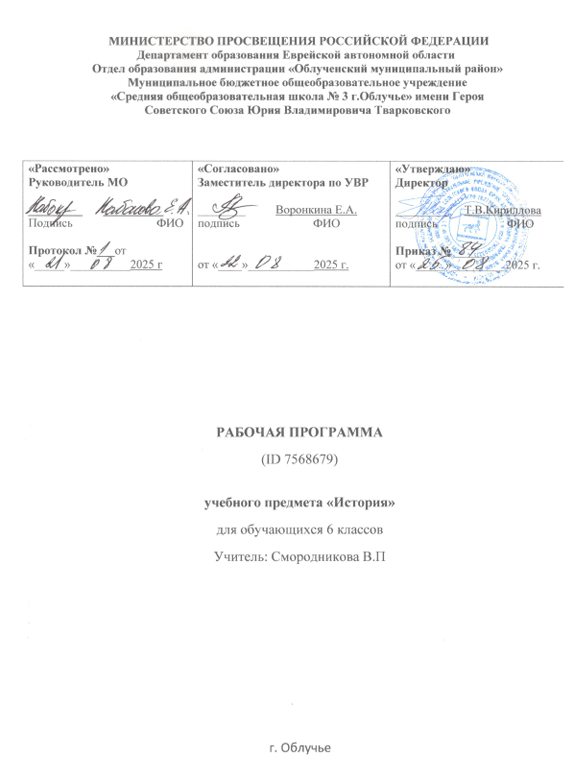 МИНИСТЕРСТВО ПРОСВЕЩЕНИЯ РОССИЙСКОЙ ФЕДЕРАЦИИ
Департамент образования Еврейской автономной области
Отдел образования администрации «Облученский муниципальный район»
Муниципальное бюджетное общеобразовательное учреждение
«Средняя общеобразовательная школа № 3 г.Облучье» имени Героя
Советского Союза Юрия Владимировича Тварковского
«Рассмотрено»
Руководитель МО
Подпись ФИО
Протокол № 1 от
« 21 » 08 2025 г
«Согласовано»
Заместитель директора по УВР
Воронкина Е.А.
подпись ФИО
от « 22 » 08 2025 г.
«Утверждаю»
Директор
Т.В.Кириллова
подпись ФИО
Приказ № 84
от « 25 » 08 2025 г.
РАБОЧАЯ ПРОГРАММА
(ID 7568679)
учебного предмета «История»
для обучающихся 6 классов
Учитель: Смородникова В.П
г. Облучье